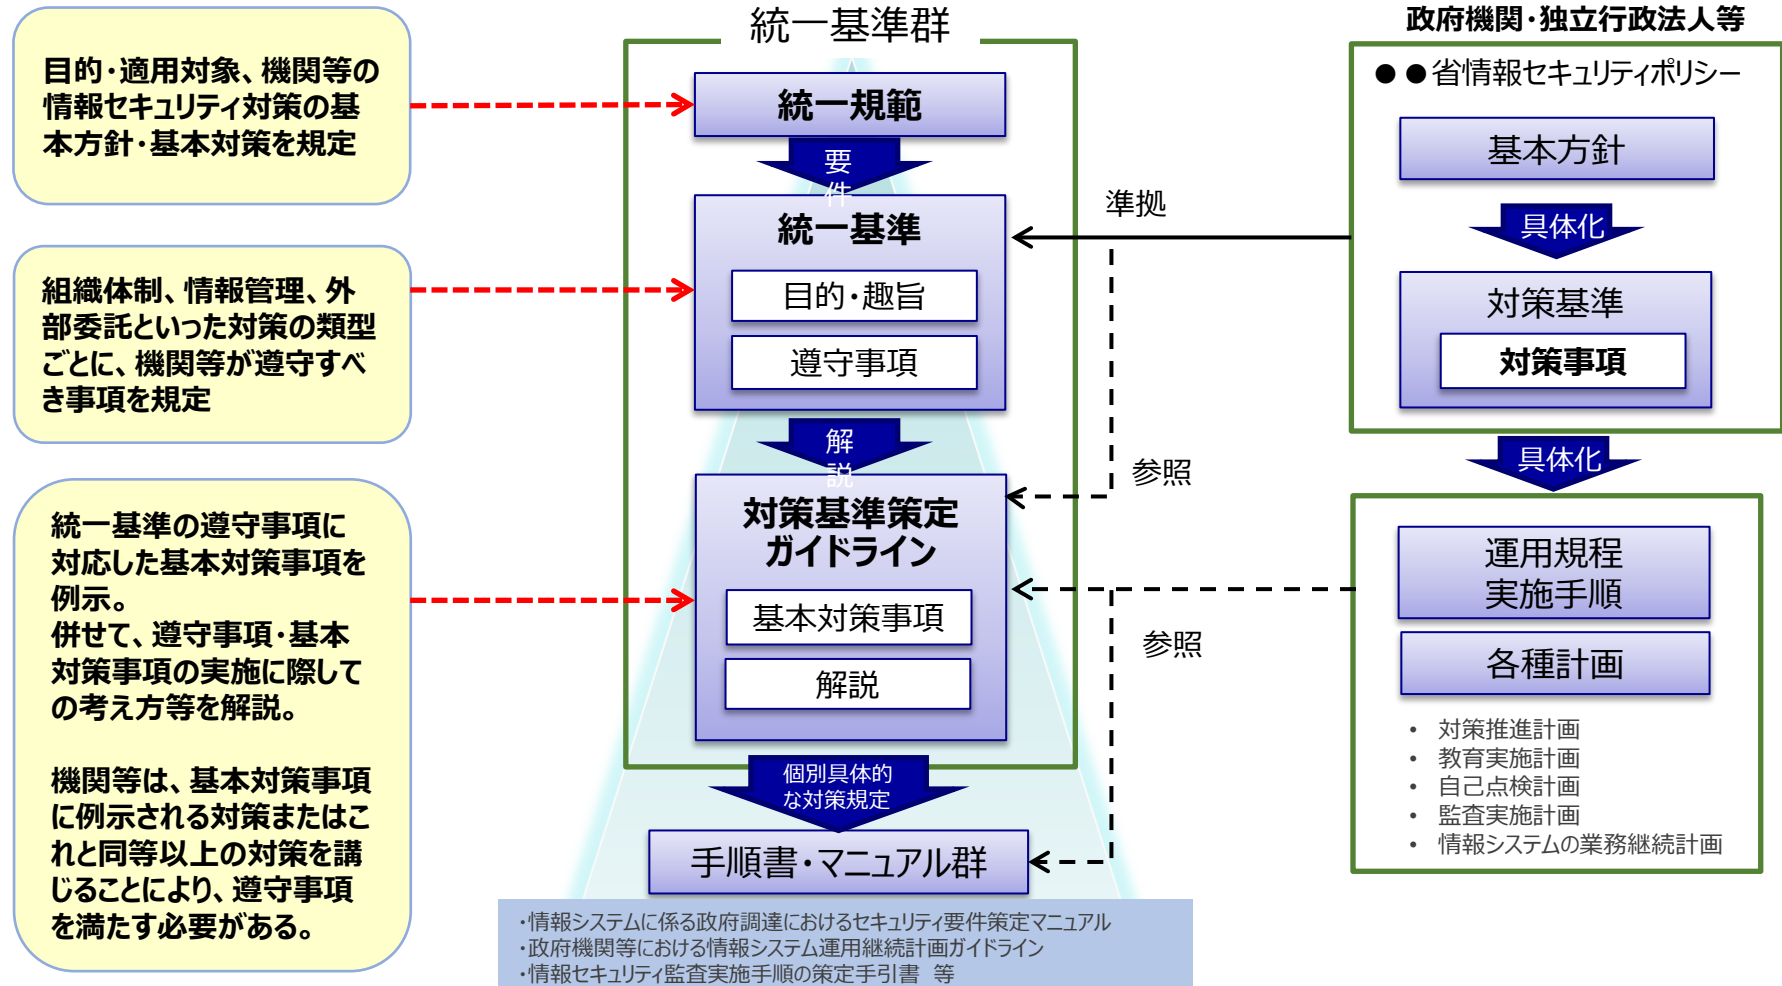 目的・適用対象、機関等の
情報セキュリティ対策の基
本方針・基本対策を規定
組織体制、情報管理、外
部委託といった対策の類型
ごとに、機関等が遵守すべ
き事項を規定
統一基準の遵守事項に
対応した基本対策事項を
例示。
併せて、遵守事項・基本
対策事項の実施に際して
の考え方等を解説。
機関等は、基本対策事項
に例示される対策またはこ
れと同等以上の対策を講
じることにより、遵守事項
を満たす必要がある。
統一基準群
統一規範
要
件
統一基準
目的・趣旨
遵守事項
解
説
対策基準策定
ガイドライン
基本対策事項
解説
個別具体的
な対策規定
手順書・マニュアル群
・情報システムに係る政府調達におけるセキュリティ要件策定マニュアル
・政府機関等における情報システム運用継続計画ガイドライン
・情報セキュリティ監査実施手順の策定手引書 等
準拠
参照
参照
政府機関・独立行政法人等
●●省情報セキュリティポリシー
基本方針
具体化
対策基準
対策事項
具体化
運用規程
実施手順
各種計画
• 対策推進計画
• 教育実施計画
• 自己点検計画
• 監査実施計画
• 情報システムの業務継続計画